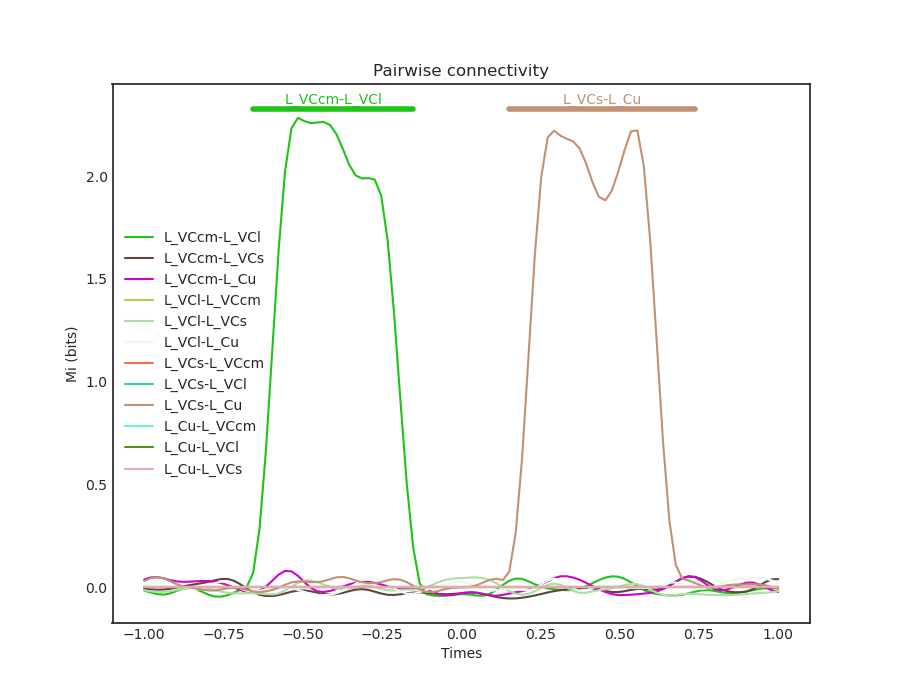 Pairwise connectivity
L_VCcm-L_VCl
L_VCs-L_Cu
2.0
1.5
1.0
0.5
0.0
Mi (bits)
L_VCcm-L_VCl
L_VCcm-L_VCs
L_VCcm-L_Cu
L_VCl-L_VCcm
L_VCl-L_VCs
L_VCl-L_Cu
L_VCs-L_VCcm
L_VCs-L_VCl
L_VCs-L_Cu
L_Cu-L_VCcm
L_Cu-L_VCl
L_Cu-L_VCs
−1.00 −0.75 −0.50 −0.25 0.00 0.25 0.50 0.75 1.00
Times